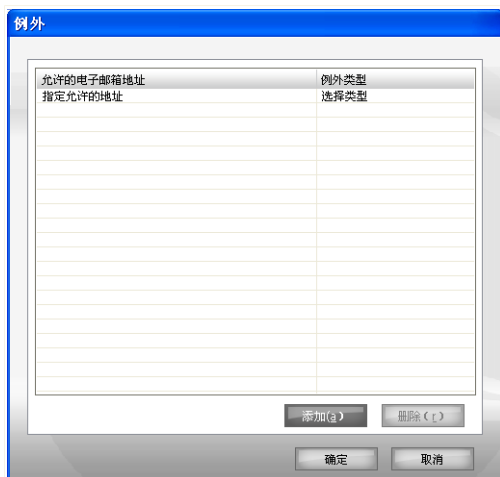 例外
允许的电子邮箱地址 例外类型
指定允许的地址 选择类型
添加(a) 删除(r)
确定 取消